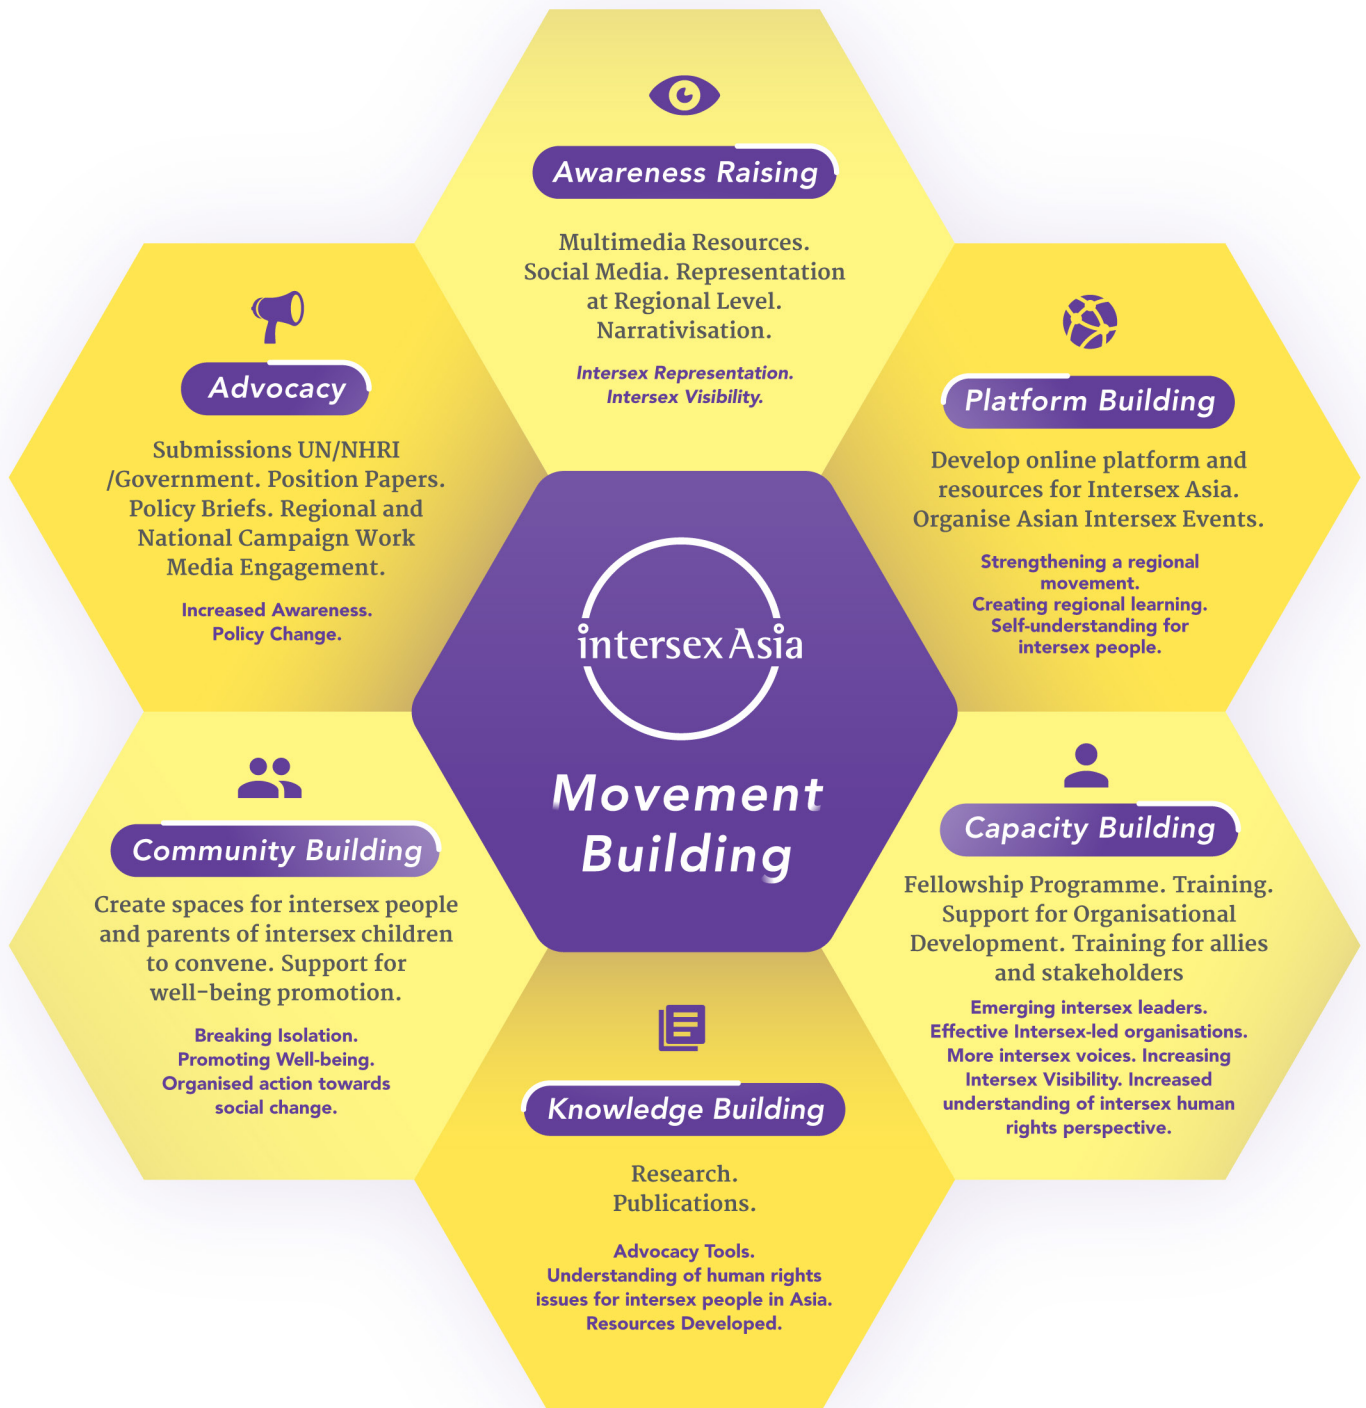 Awareness Raising
Multimedia Resources.
Social Media. Representation
at Regional Level.
Narrativisation.
Intersex Representation.
Intersex Visibility.
Advocacy
Submissions UN/NHRI
/Government. Position Papers.
Policy Briefs. Regional and
National Campaign Work
Media Engagement.
Increased Awareness.
Policy Change.
Platform Building
Develop online platform and
resources for Intersex Asia.
Organise Asian Intersex Events.
Strengthening a regional
movement.
Creating regional learning.
Self-understanding for
intersex people.
intersex Asia
Movement
Building
Community Building
Create spaces for intersex people
and parents of intersex children
to convene. Support for
well-being promotion.
Breaking Isolation.
Promoting Well-being.
Organised action towards
social change.
Capacity Building
Fellowship Programme. Training.
Support for Organisational
Development. Training for allies
and stakeholders
Emerging intersex leaders.
Effective Intersex-led organisations.
More intersex voices. Increasing
Intersex Visibility. Increased
understanding of intersex human
rights perspective.
Knowledge Building
Research.
Publications.
Advocacy Tools.
Understanding of human rights
issues for intersex people in Asia.
Resources Developed.